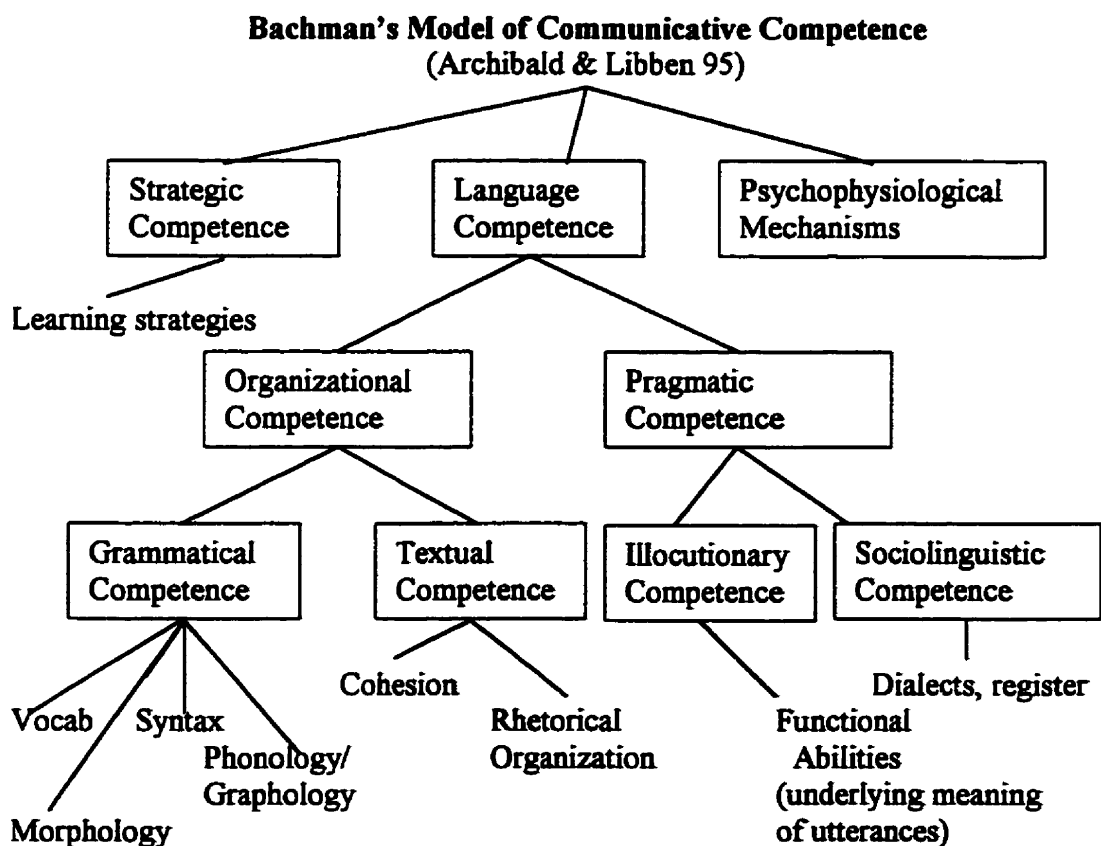 Bachman's Model of Communicative Competence
(Archibald & Libben 95)
Strategic
Competence
Language
Competence
Psychophysiological
Mechanisms
Learning strategies
Organizational
Competence
Pragmatic
Competence
Grammatical
Competence
Textual
Competence
Illocutionary
Competence
Sociolinguistic
Competence
Vocab
Syntax
Phonology/
Graphology
Morphology
Cohesion
Rhetorical
Organization
Functional
Abilities
(underlying meaning
of utterances)
Dialects, register